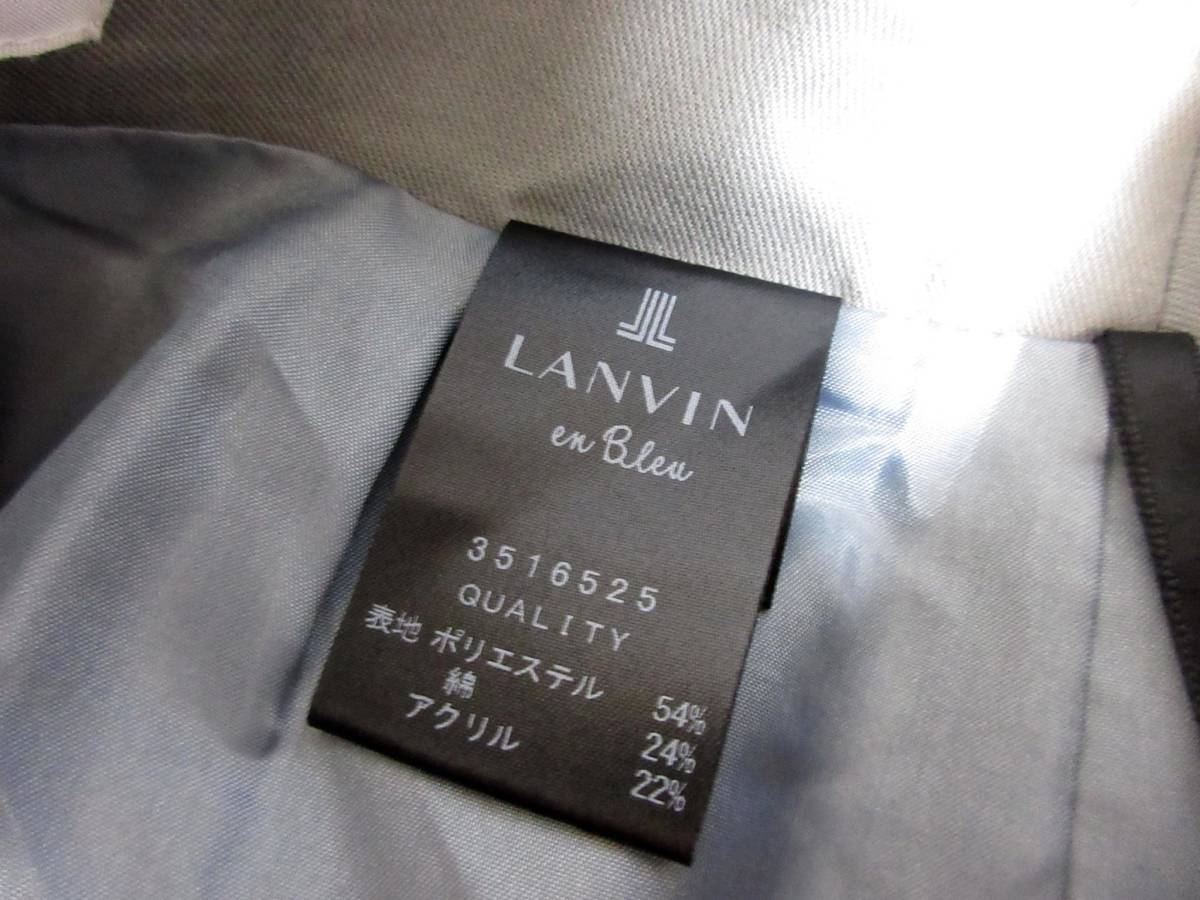 LANVIN
en Bleu
3516525
QUALITY
表地 ポリエステル 54%
綿 24%
アクリル 22%